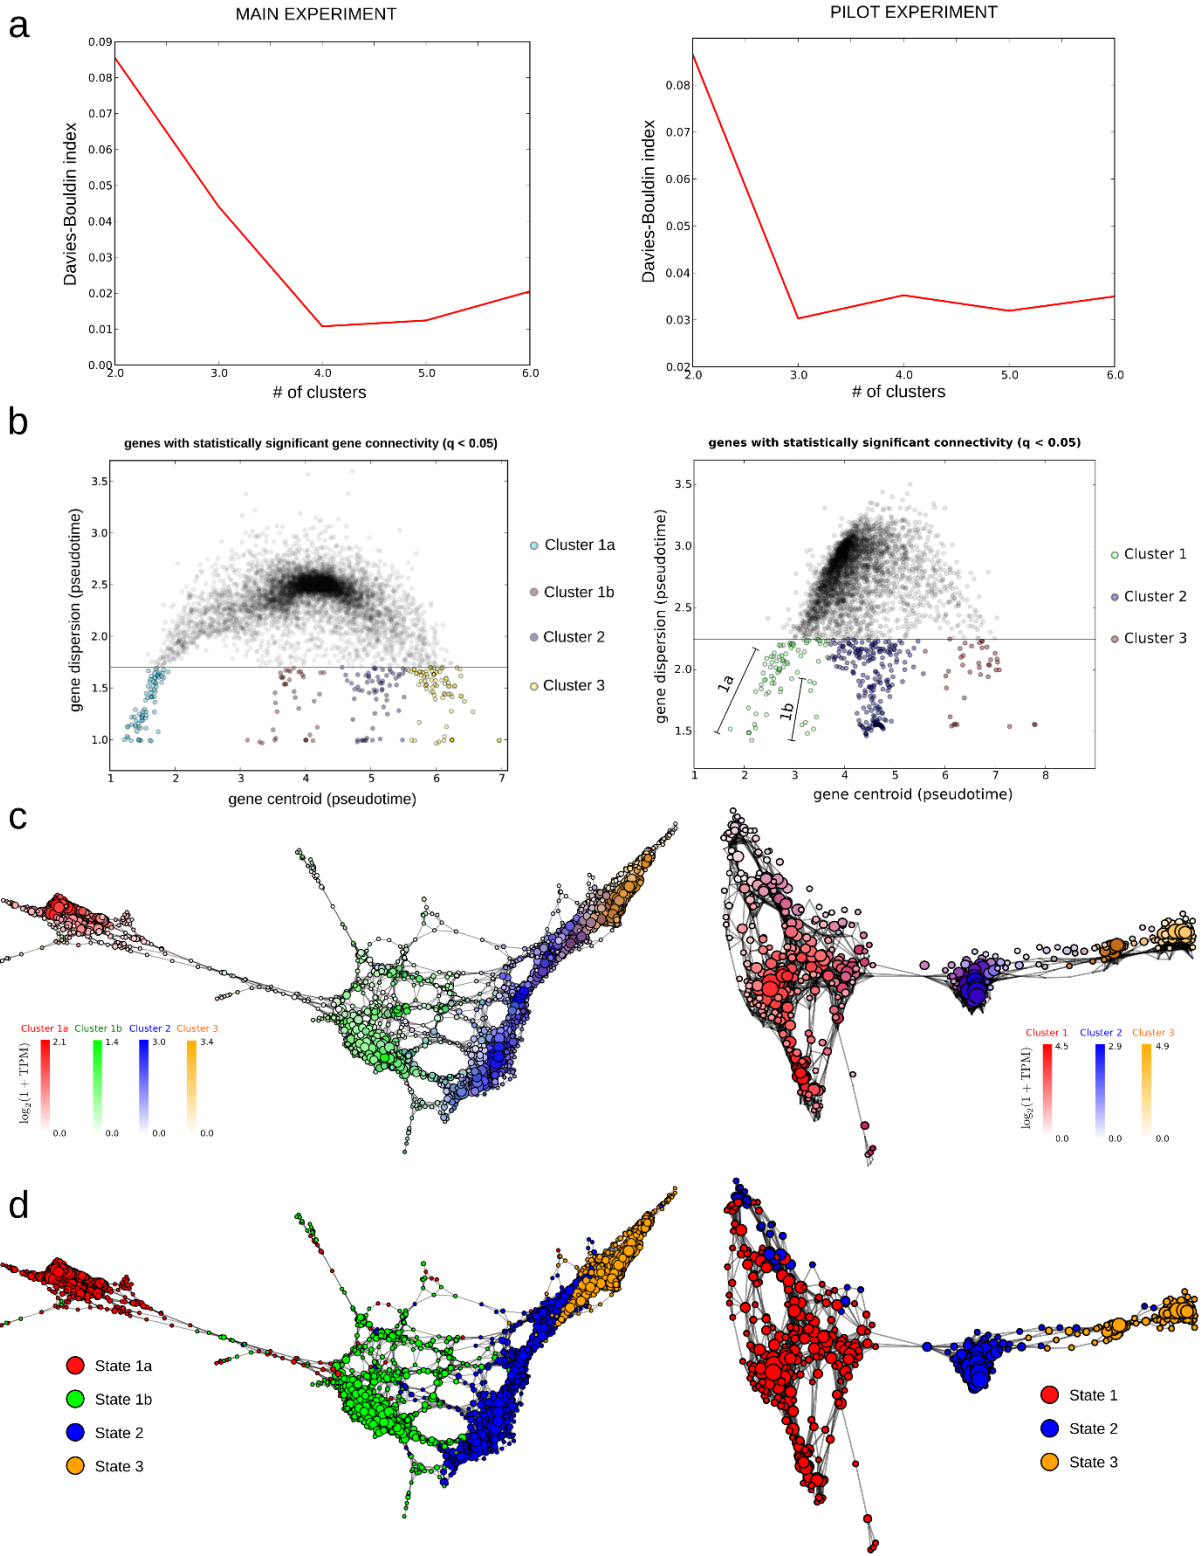 a
MAIN EXPERIMENT
PILOT EXPERIMENT
0.09
0.08
0.07
0.06
0.05
0.04
0.03
0.02
0.01
0.00
Davies-Bouldin index
2.0 3.0 4.0 5.0 6.0
# of clusters
0.08
0.07
0.06
0.05
0.04
0.03
0.02
Davies-Bouldin index
2.0 3.0 4.0 5.0 6.0
# of clusters
b
genes with statistically significant gene connectivity (q < 0.05)
3.5
3.0
2.5
2.0
1.5
1.0
gene dispersion (pseudotime)
1 2 3 4 5 6 7
gene centroid (pseudotime)
Cluster 1a
Cluster 1b
Cluster 2
Cluster 3
genes with statistically significant connectivity (q < 0.05)
3.5
3.0
2.5
2.0
1.5
gene dispersion (pseudotime)
1a
1b
1 2 3 4 5 6 7 8
gene centroid (pseudotime)
Cluster 1
Cluster 2
Cluster 3
c
Cluster 1a Cluster 1b Cluster 2 Cluster 3
2.1 1.4 3.0 3.4
log₂(1 + TPM)
0.0 0.0 0.0 0.0
Cluster 1 Cluster 2 Cluster 3
4.5 2.9 4.9
log₂(1 + TPM)
0.0 0.0 0.0
d
State 1a
State 1b
State 2
State 3
State 1
State 2
State 3